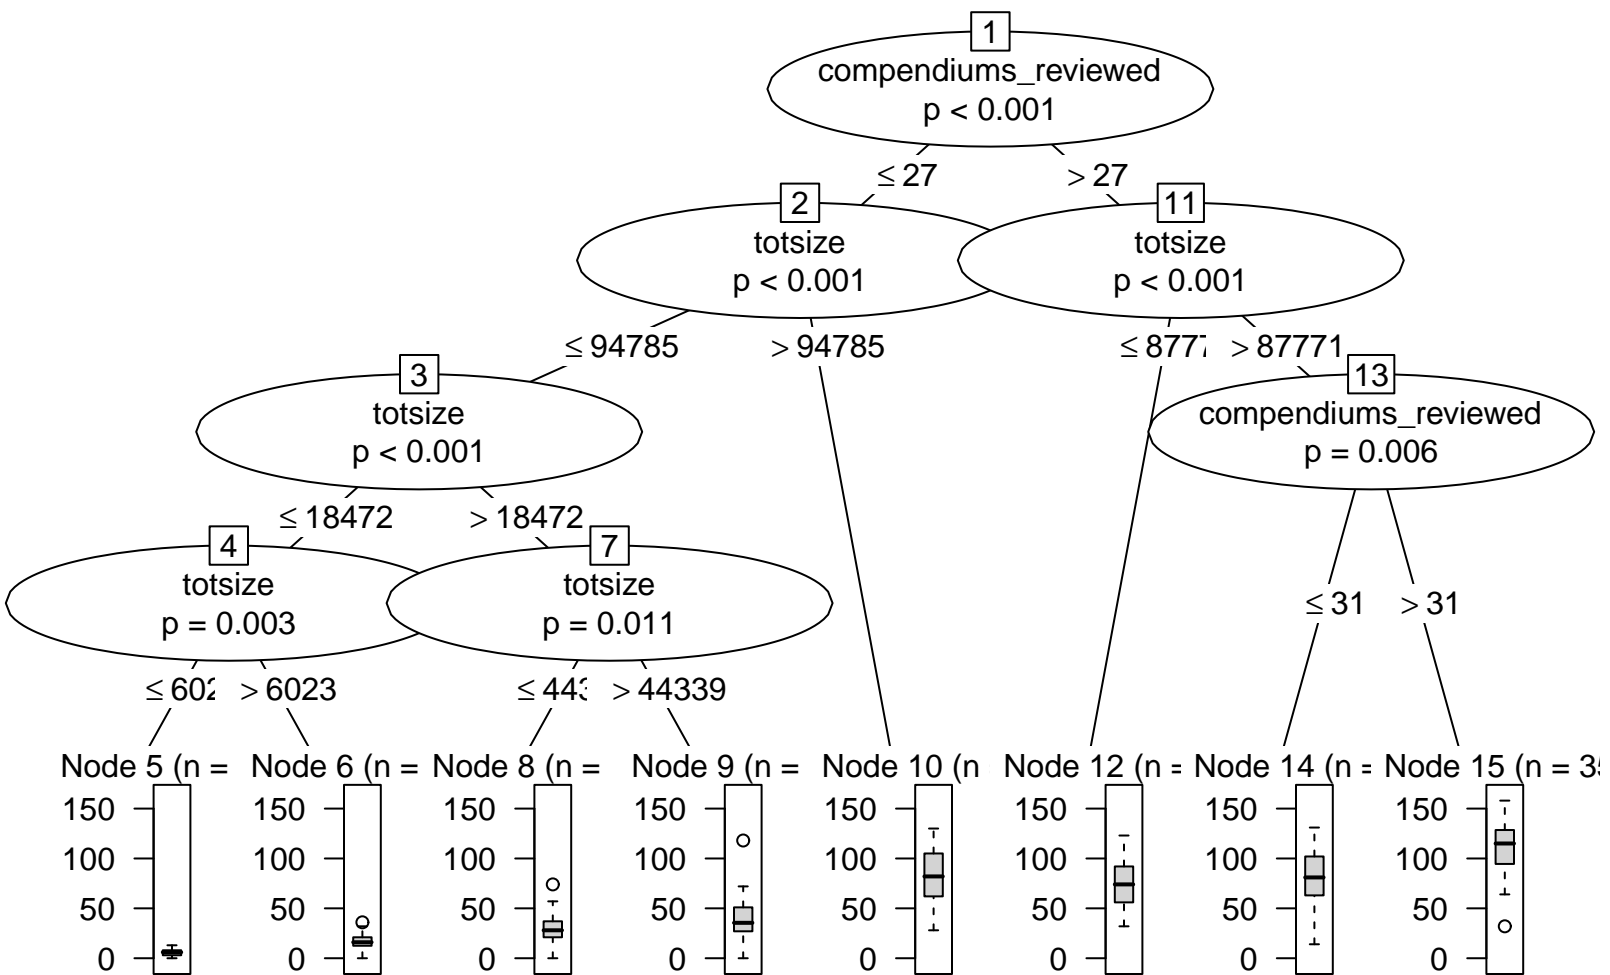 1
compendiums_reviewed
p < 0.001
≤ 27
> 27
2
totsize
p < 0.001
11
totsize
p < 0.001
≤ 94785
> 94785
≤ 8777
> 87771
3
totsize
p < 0.001
13
compendiums_reviewed
p = 0.006
≤ 18472
> 18472
4
totsize
p = 0.003
7
totsize
p = 0.011
≤ 31
> 31
≤ 602
> 6023
≤ 443
> 44339
Node 5 (n =
Node 6 (n =
Node 8 (n =
Node 9 (n =
Node 10 (n
Node 12 (n =
Node 14 (n =
Node 15 (n = 35
150
100
50
0
150
100
50
0
150
100
50
0
150
100
50
0
150
100
50
0
150
100
50
0
150
100
50
0
150
100
50
0